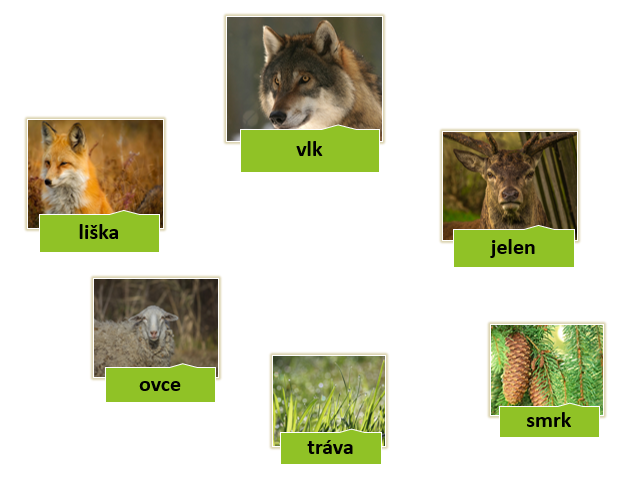 vlk
liška
jelen
ovce
tráva
smrk